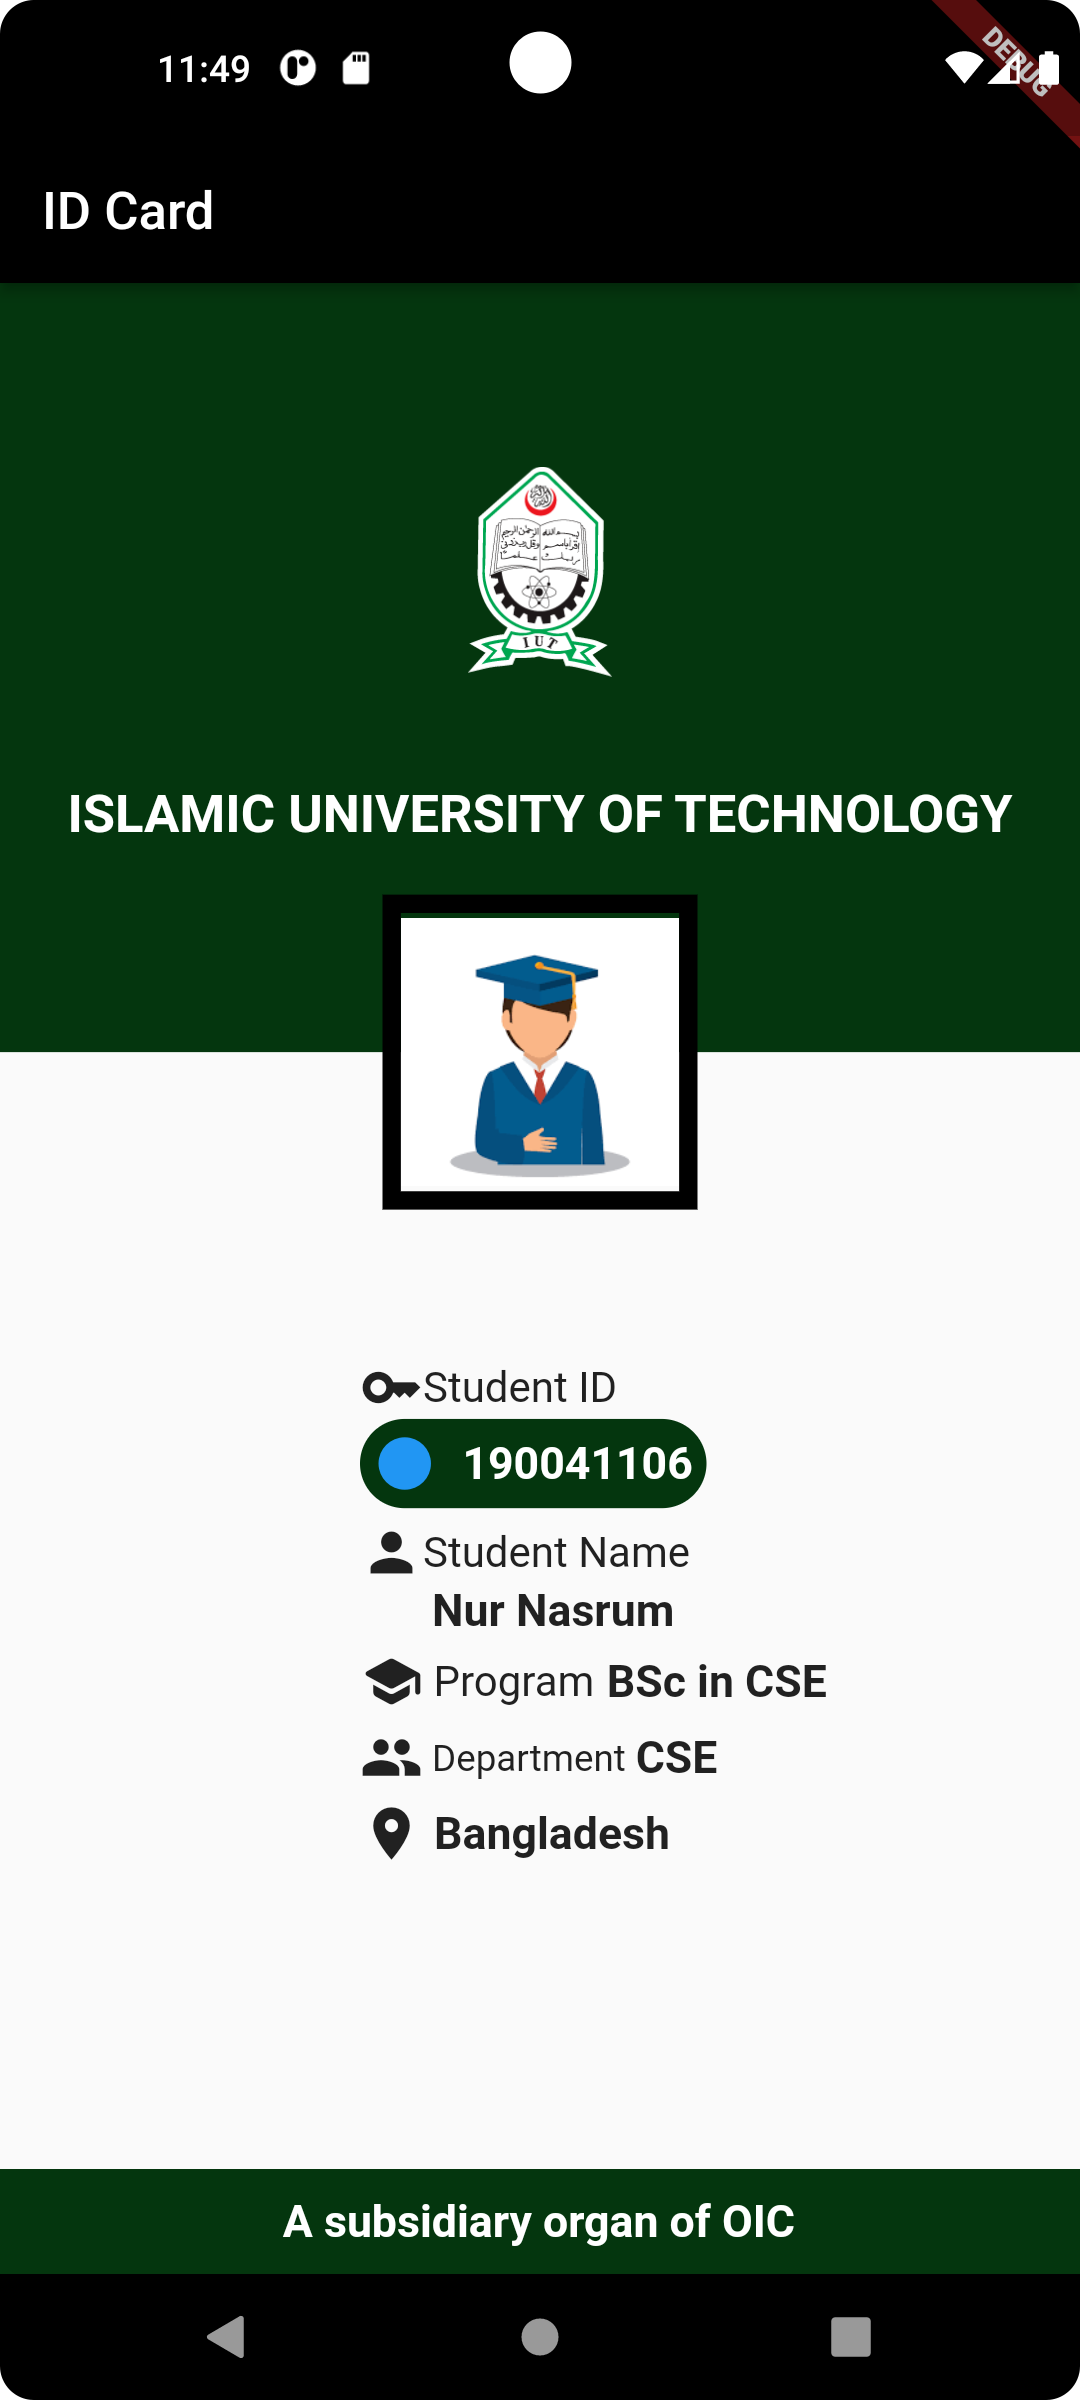 11:49
DEBUG
ID Card
IUT
ISLAMIC UNIVERSITY OF TECHNOLOGY
Student ID
190041106
Student Name
Nur Nasrum
Program BSc in CSE
Department CSE
Bangladesh
A subsidiary organ of OIC